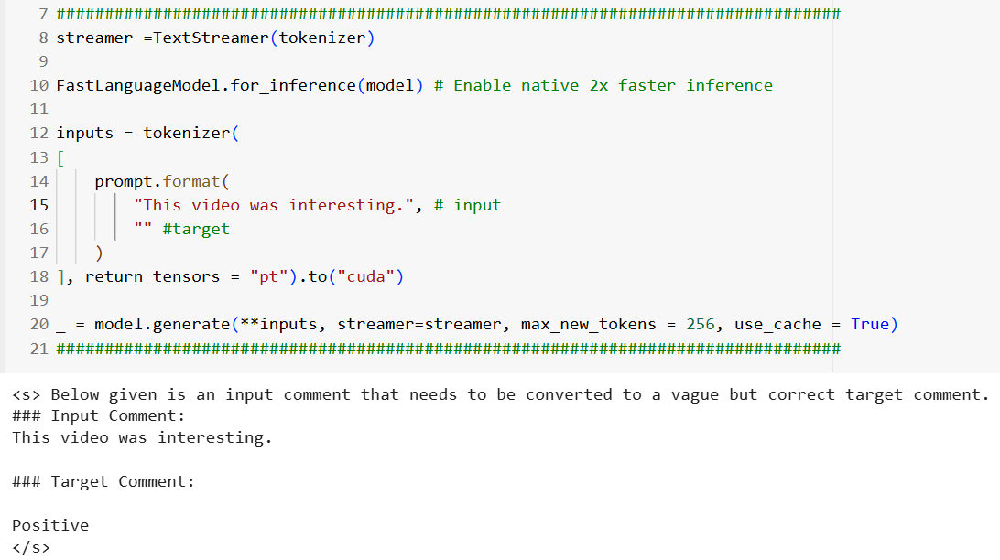 7 ##################################################################################
8 streamer =TextStreamer(tokenizer)
9
10 FastLanguageModel.for_inference(model) # Enable native 2x faster inference
11
12 inputs = tokenizer(
13 [
14     prompt.format(
15         "This video was interesting.", # input
16         "" #target
17     )
18 ], return_tensors = "pt").to("cuda")
19
20 _ = model.generate(**inputs, streamer=streamer, max_new_tokens = 256, use_cache = True)
21 ##################################################################################
<s> Below given is an input comment that needs to be converted to a vague but correct target comment.
### Input Comment:
This video was interesting.

### Target Comment:

Positive
</s>